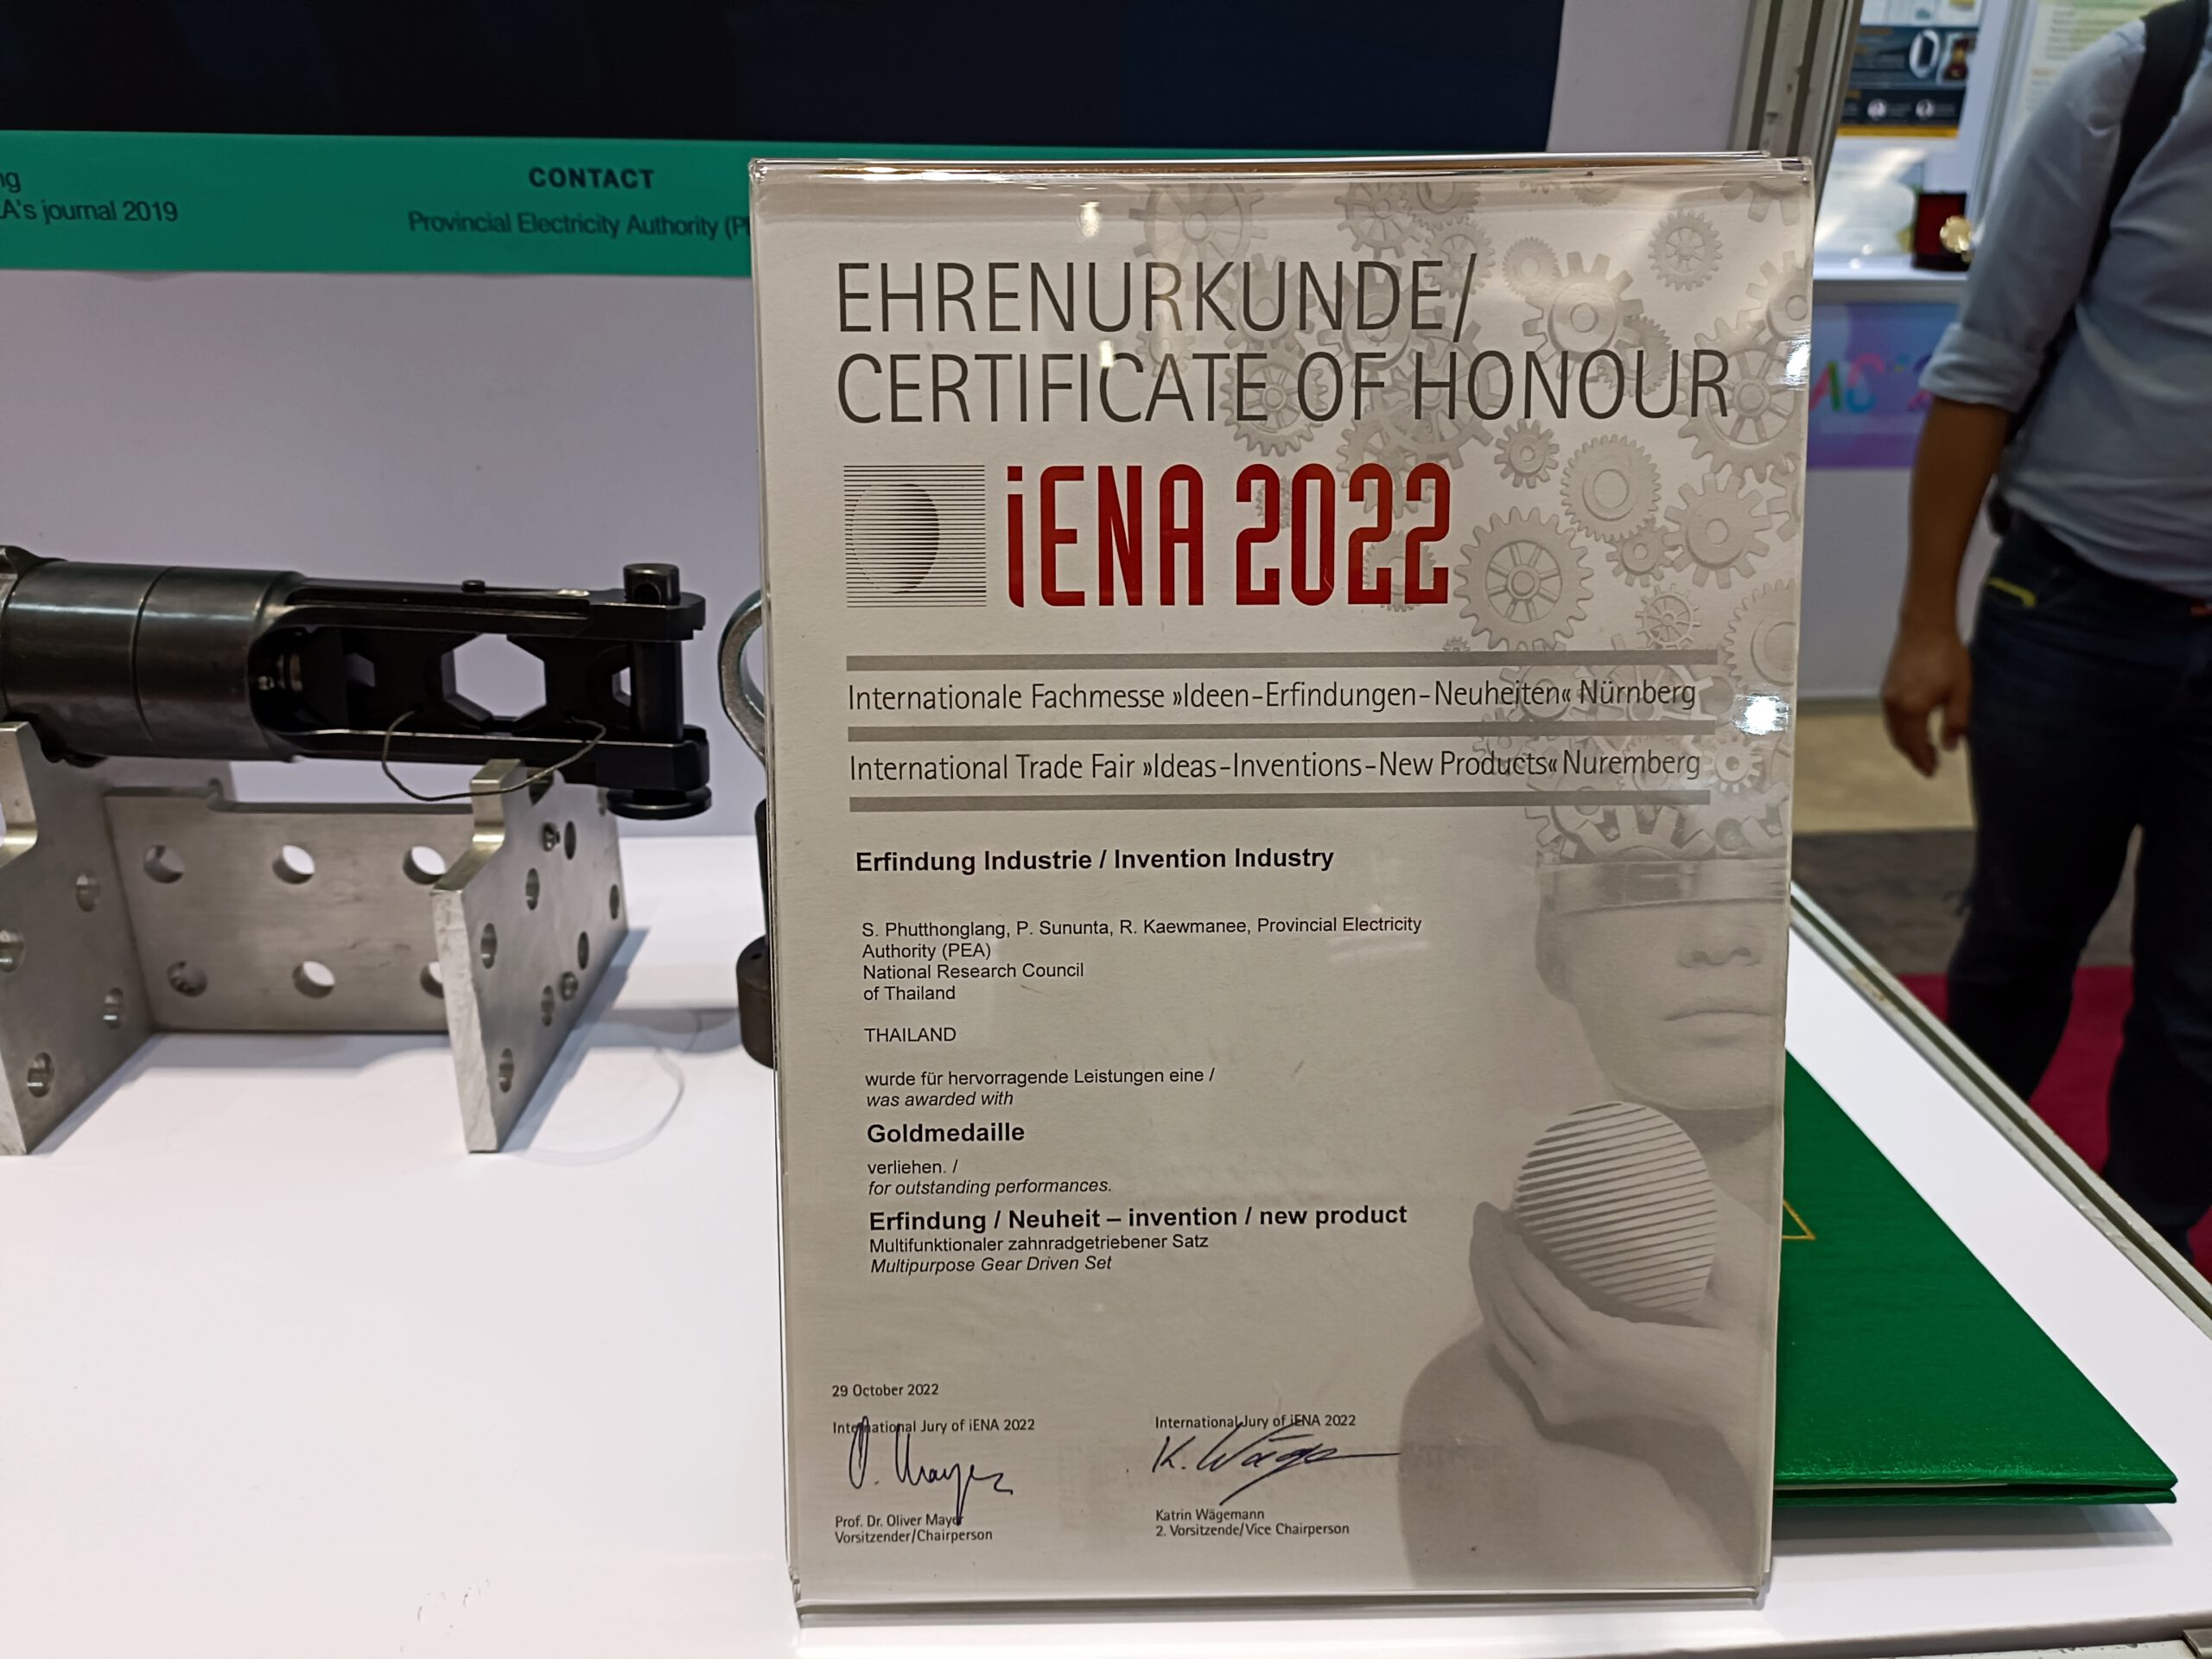 CONTACT
A's journal 2019
Provincial Electricity Authority
EHRENURKUNDE/
CERTIFICATE OF HONOUR
iENA 2022
Internationale Fachmesse »Ideen-Erfindungen-Neuheiten« Nürnberg
International Trade Fair »Ideas-Inventions-New Products« Nuremberg
Erfindung Industrie / Invention Industry
S. Phutthonglang, P. Sununta, R. Kaewmanee, Provincial Electricity
Authority (PEA)
National Research Council
of Thailand
THAILAND
wurde für hervorragende Leistungen eine /
was awarded with
Goldmedaille
verliehen. /
for outstanding performances.
Erfindung / Neuheit – invention / new product
Multifunktionaler zahnradgetriebener Satz
Multipurpose Gear Driven Set
29 October 2022
International Jury of iENA 2022
Prof. Dr. Oliver Mayer
Vorsitzender/Chairperson
International Jury of iENA 2022
K. Wäge
Katrin Wägemann
2. Vorsitzende/Vice Chairperson